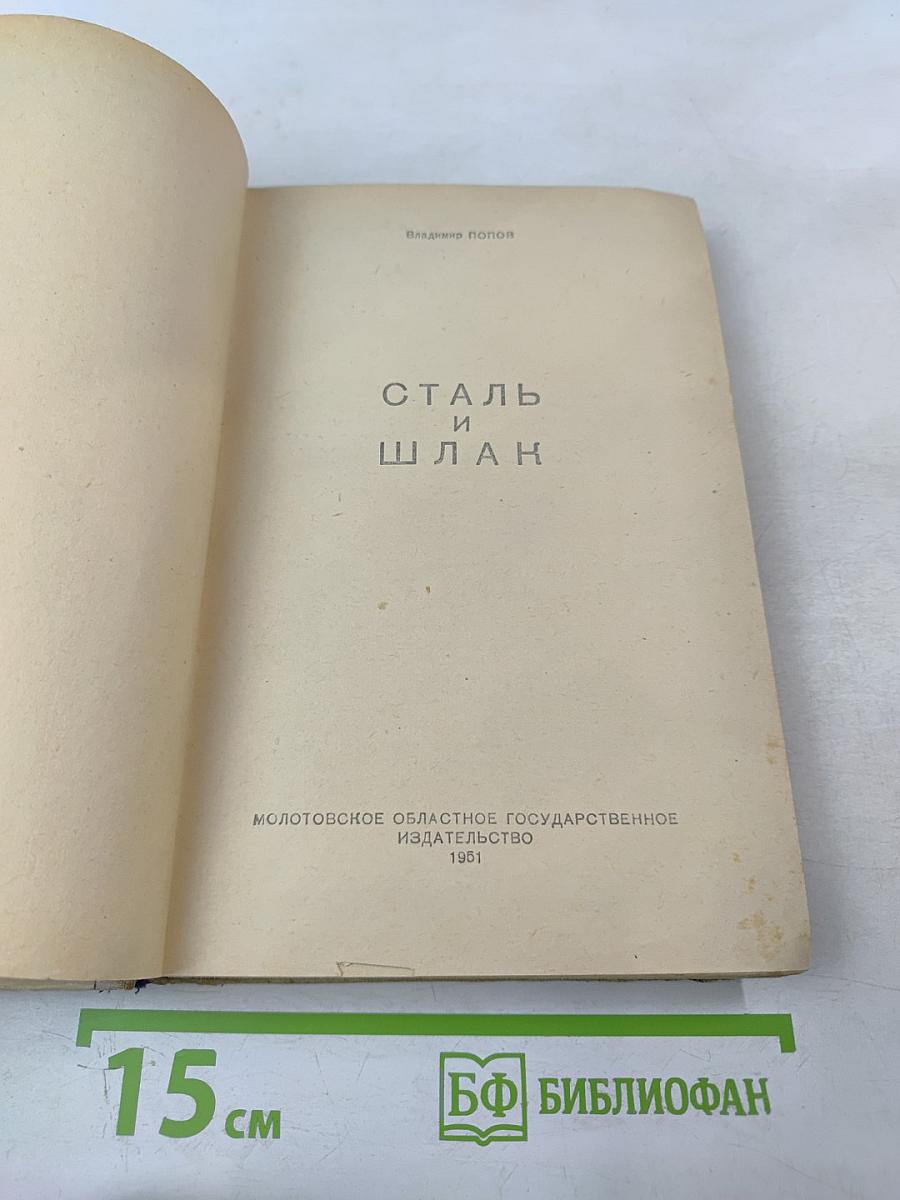 Владимир ПОПОВ
СТАЛЬ
И
ШЛАК
МОЛОТОВСКОЕ ОБЛАСТНОЕ ГОСУДАРСТВЕННОЕ
ИЗДАТЕЛЬСТВО
1951
15 см
БФ БИБЛИОФАН